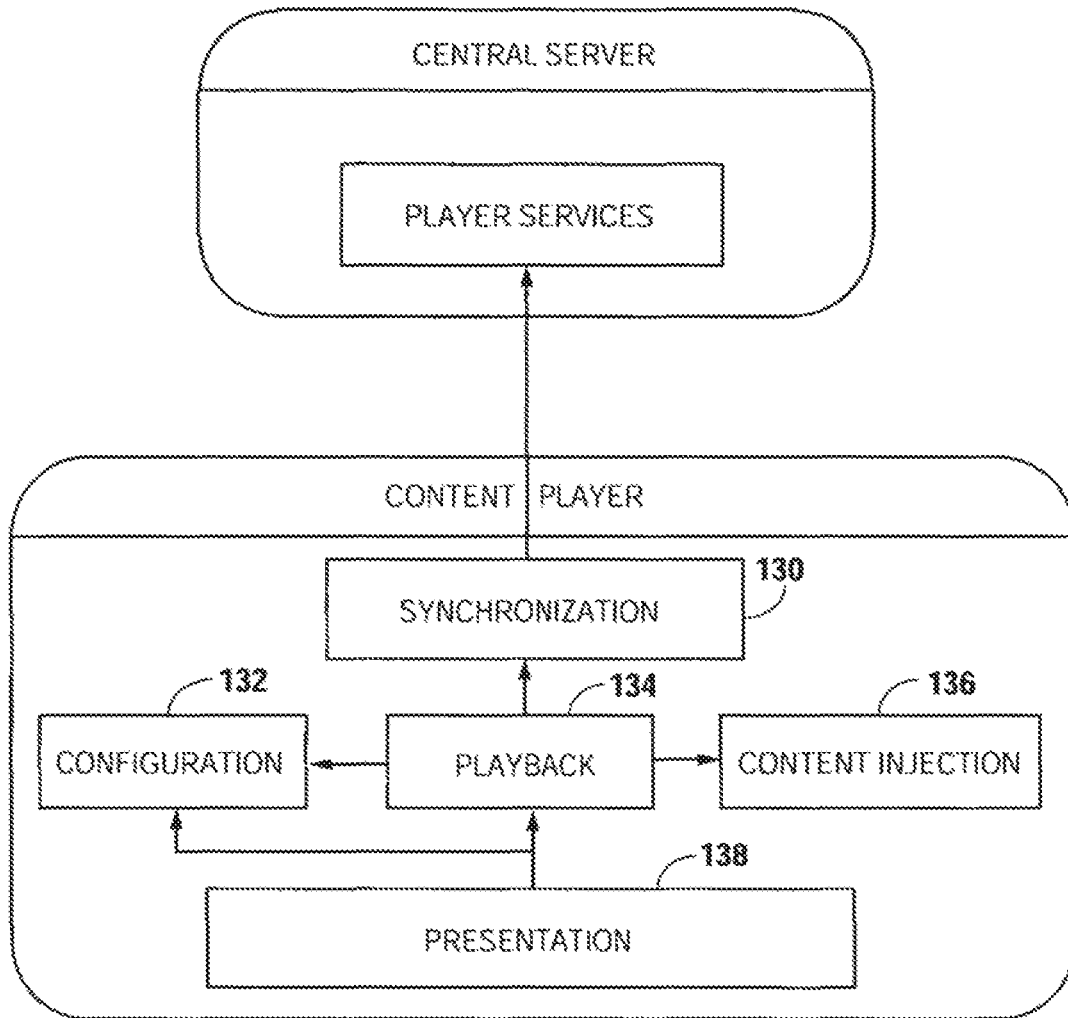 CENTRAL SERVER
PLAYER SERVICES
CONTENT PLAYER
130
SYNCHRONIZATION
132
134
136
CONFIGURATION
PLAYBACK
CONTENT INJECTION
138
PRESENTATION